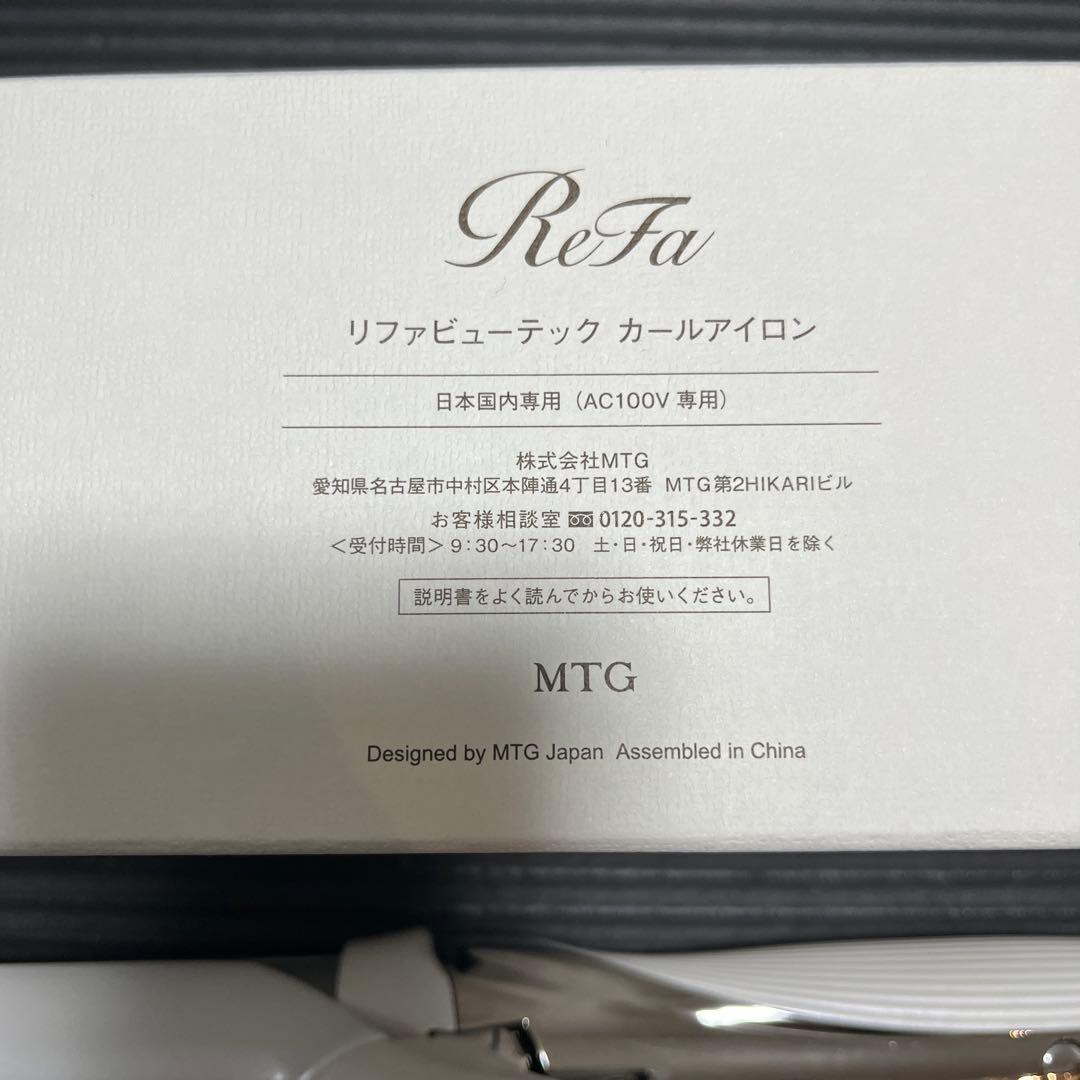 ReFa
リファビューテック カールアイロン
日本国内専用（AC100V 専用）
株式会社MTG
愛知県名古屋市中村区本陣通4丁目13番 MTG第2HIKARIビル
お客様相談室 0120-315-332
＜受付時間＞9：30～17：30 土・日・祝日・弊社休業日を除く
説明書をよく読んでからお使いください。
MTG
Designed by MTG Japan Assembled in China